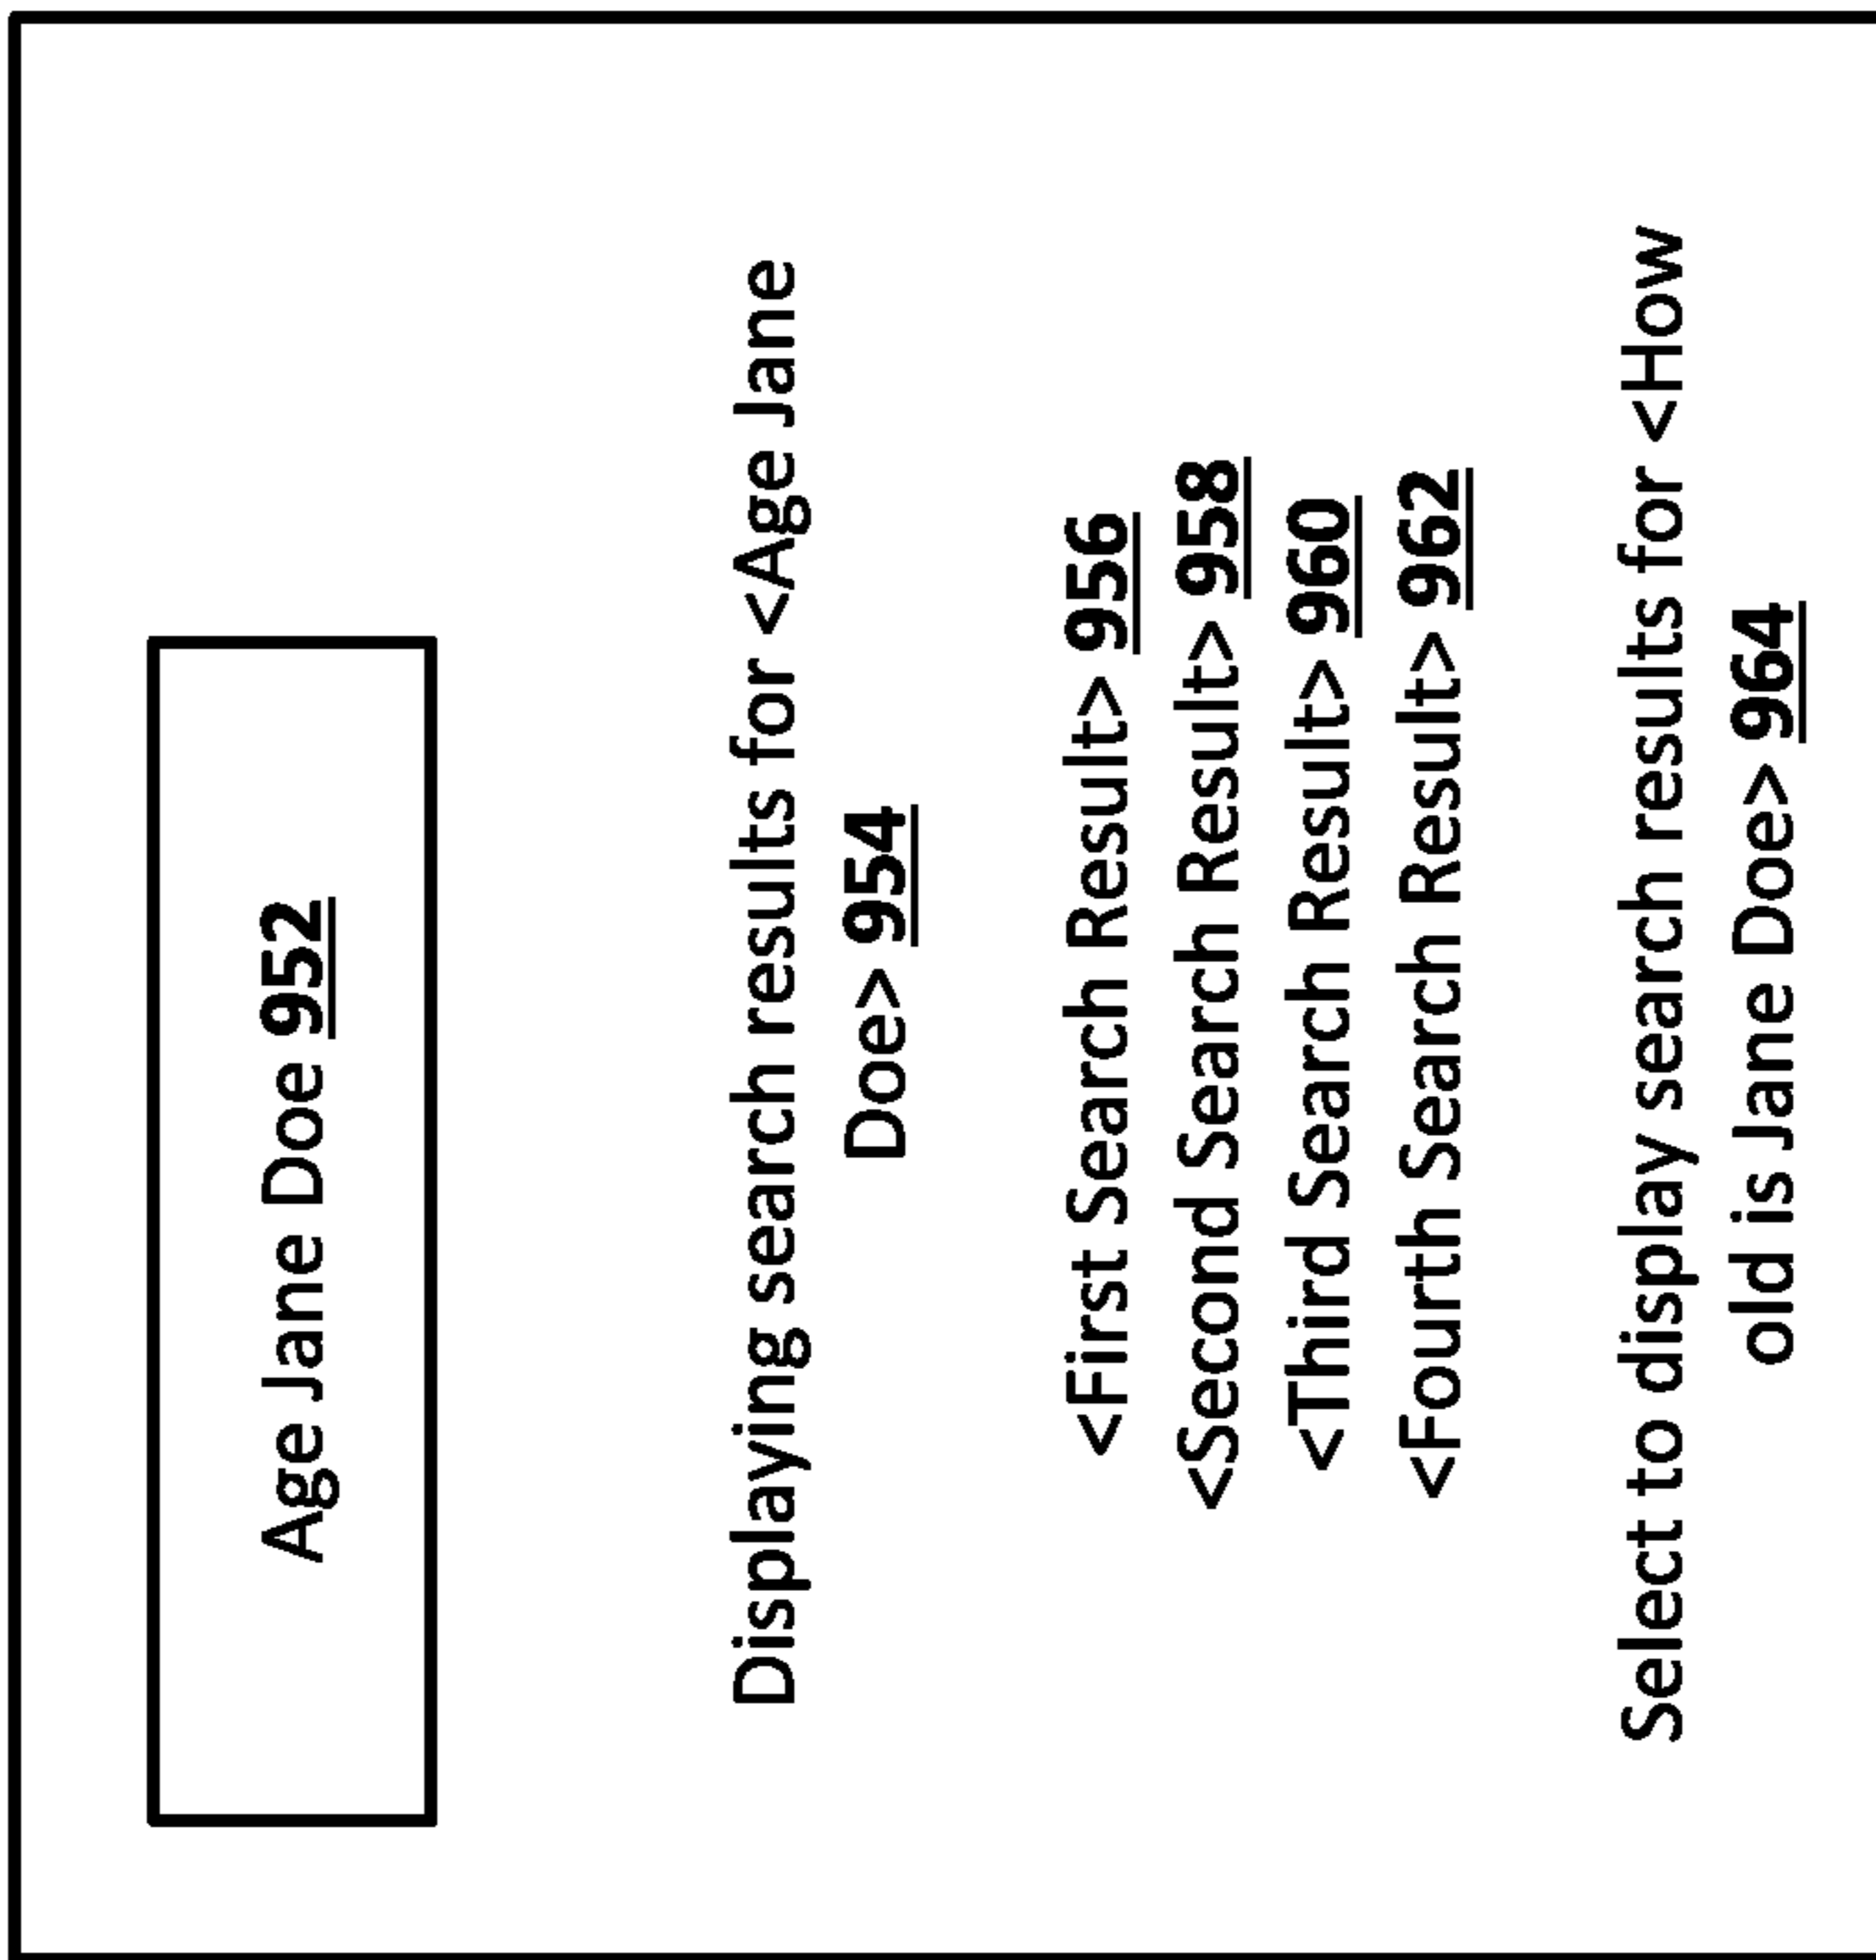 Age Jane Doe 952
Displaying search results for <Age Jane
Doe> 954
<First Search Result> 956
<Second Search Result> 958
<Third Search Result> 960
<Fourth Search Result> 962
Select to display search results for <How
old is Jane Doe> 964